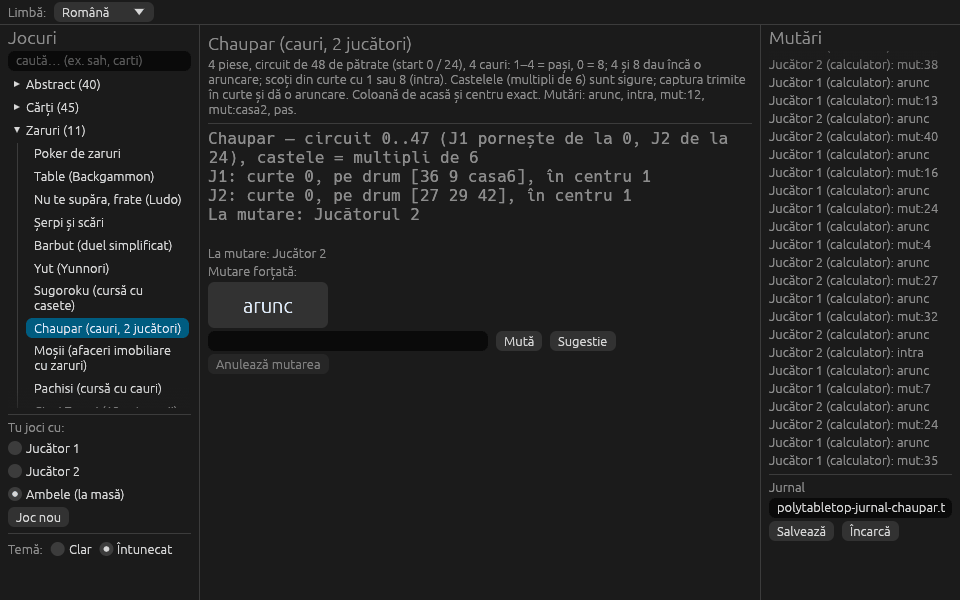 Limbă: Română
Jocuri
caută... (ex. sah, carti)
Abstract (40)
Cărți (45)
Zaruri (11)
Poker de zaruri
Table (Backgammon)
Nu te supăra, frate (Ludo)
Șerpi și scări
Barbut (duel simplificat)
Yut (Yunnori)
Sugoroku (cursă cu
casete)
Chaupar (cauri, 2 jucători)
Moșii (afaceri imobiliare
cu zaruri)
Pachisi (cursă cu cauri)
Tu joci cu:
Jucător 1
Jucător 2
Ambele (la masă)
Joc nou
Temă: Clar Întunecat
Chaupar (cauri, 2 jucători)
4 piese, circuit de 48 de pătrate (start 0 / 24), 4 cauri: 1–4 = pași, 0 = 8; 4 și 8 dau încă o
aruncare; scoți din curte cu 1 sau 8 (intra). Castelele (multipli de 6) sunt sigure; captura trimite
în curte și dă o aruncare. Coloană de acasă și centru exact. Mutări: arunc, intra, mut:12,
mut:casa2, pas.
Chaupar — circuit 0..47 (J1 pornește de la 0, J2 de la
24), castele = multipli de 6
J1: curte 0, pe drum [36 9 casa6], în centru 1
J2: curte 0, pe drum [27 29 42], în centru 1
La mutare: Jucătorul 2
La mutare: Jucător 2
Mutare forțată:
arunc
Mută Sugestie
Anulează mutarea
Mutări
Jucător 2 (calculator): mut:38
Jucător 1 (calculator): arunc
Jucător 1 (calculator): mut:13
Jucător 2 (calculator): arunc
Jucător 2 (calculator): mut:40
Jucător 1 (calculator): arunc
Jucător 1 (calculator): mut:16
Jucător 1 (calculator): arunc
Jucător 1 (calculator): mut:24
Jucător 1 (calculator): arunc
Jucător 1 (calculator): mut:4
Jucător 2 (calculator): arunc
Jucător 2 (calculator): mut:27
Jucător 1 (calculator): arunc
Jucător 1 (calculator): mut:32
Jucător 2 (calculator): arunc
Jucător 2 (calculator): intra
Jucător 1 (calculator): arunc
Jucător 1 (calculator): mut:7
Jucător 2 (calculator): arunc
Jucător 2 (calculator): mut:24
Jucător 1 (calculator): arunc
Jucător 1 (calculator): mut:35
Jurnal
polytabletop-jurnal-chaupar.t
Salvează Încarcă